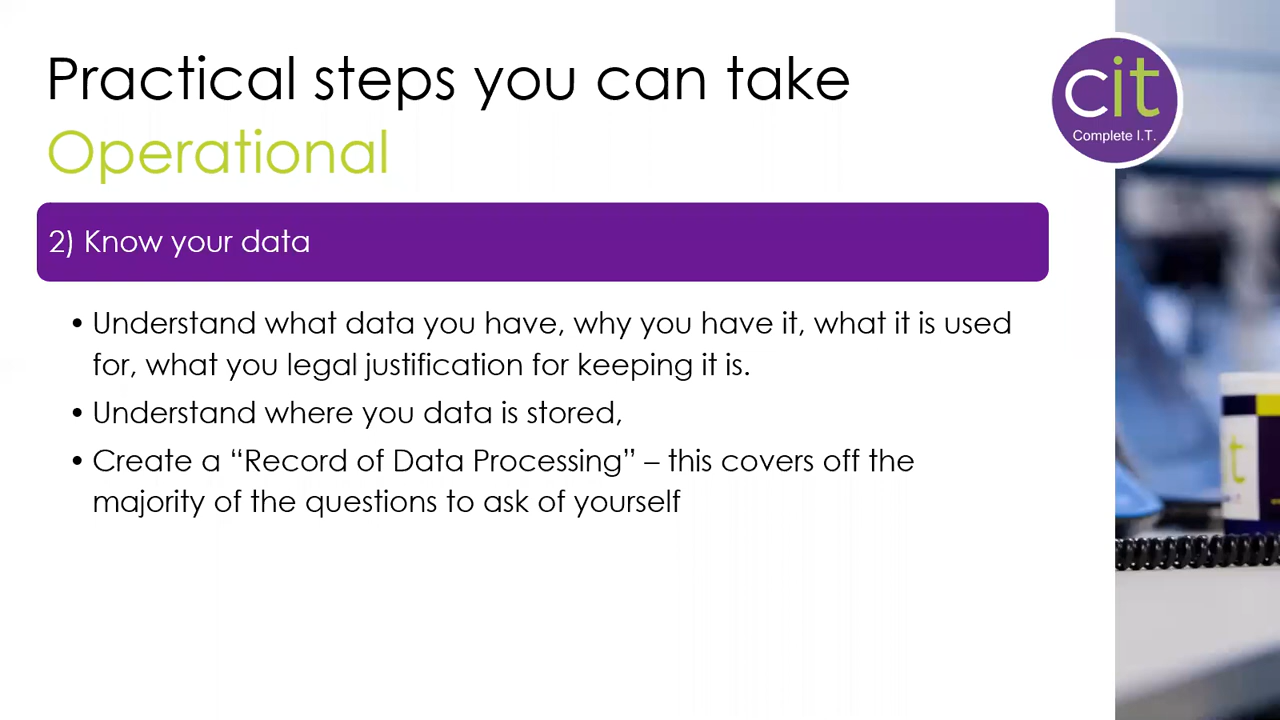 Practical steps you can take
Operational
cit
Complete I.T.
2) Know your data
• Understand what data you have, why you have it, what it is used
for, what you legal justification for keeping it is.
• Understand where you data is stored,
• Create a “Record of Data Processing” – this covers off the
majority of the questions to ask of yourself